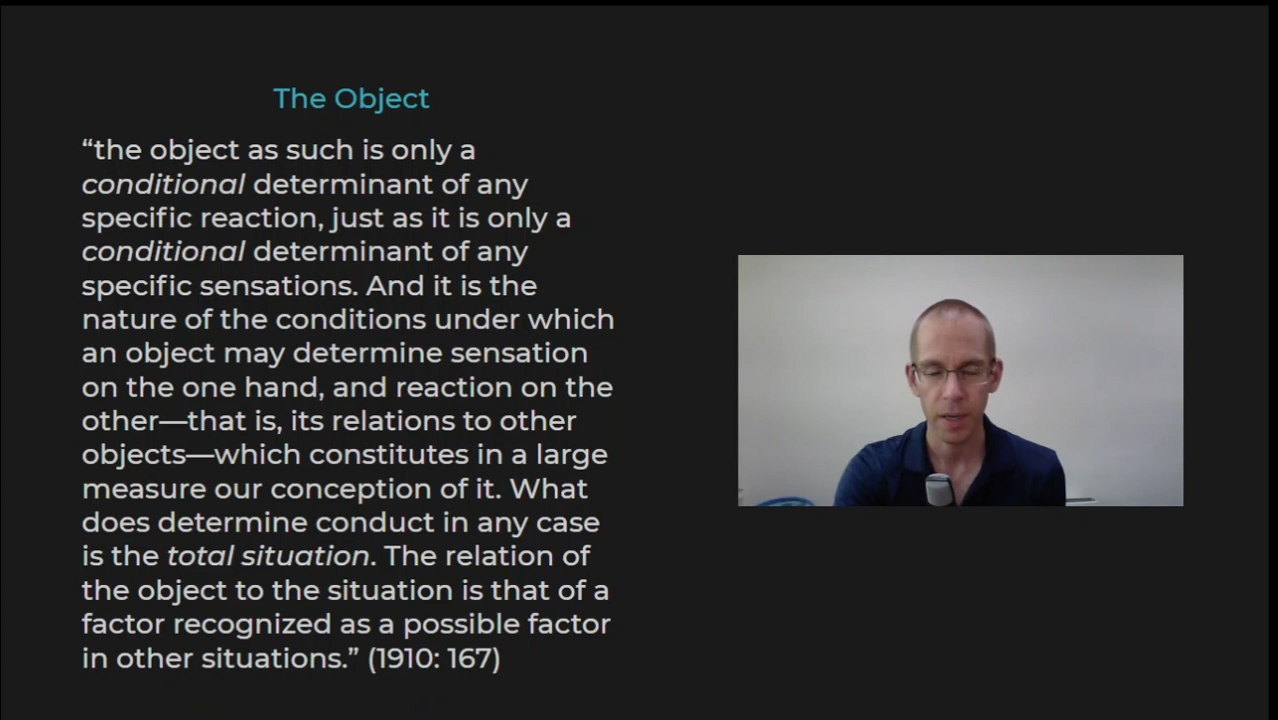 The Object
“the object as such is only a
conditional determinant of any
specific reaction, just as it is only a
conditional determinant of any
specific sensations. And it is the
nature of the conditions under which
an object may determine sensation
on the one hand, and reaction on the
other—that is, its relations to other
objects—which constitutes in a large
measure our conception of it. What
does determine conduct in any case
is the total situation. The relation of
the object to the situation is that of a
factor recognized as a possible factor
in other situations.” (1910: 167)